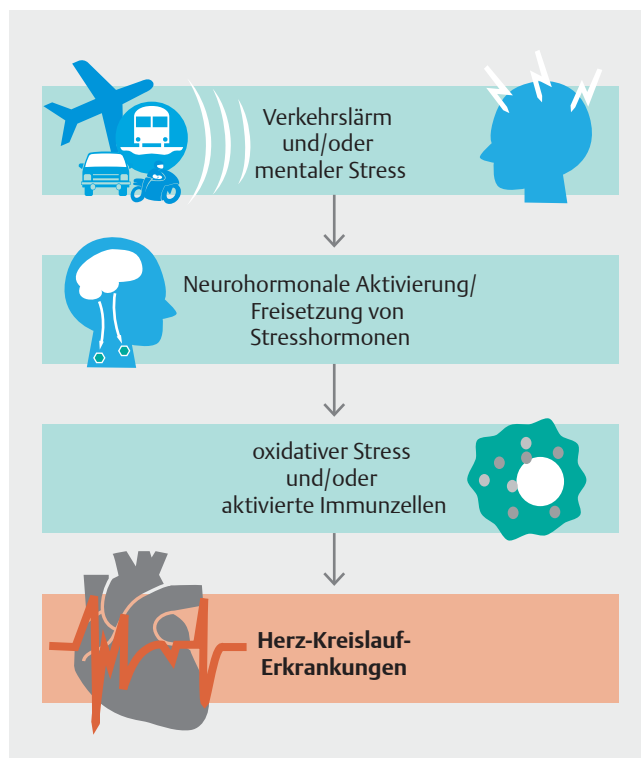 Verkehrslärm
und/oder
mentaler Stress
Neurohormonale Aktivierung/
Freisetzung von
Stresshormonen
oxidativer Stress
und/oder
aktivierte Immunzellen
Herz-Kreislauf-
Erkrankungen